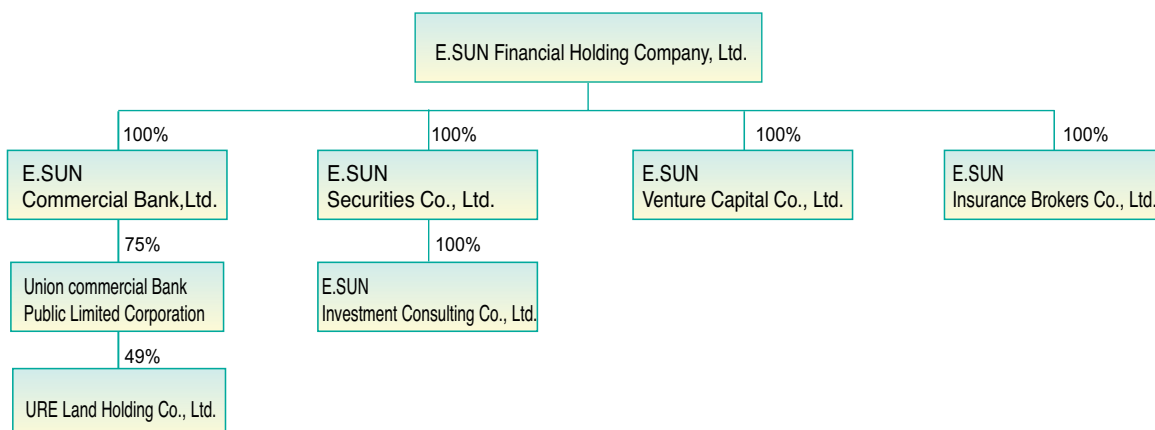 E.SUN Financial Holding Company, Ltd.
100%
100%
100%
100%
E.SUN
Commercial Bank,Ltd.
E.SUN
Securities Co., Ltd.
E.SUN
Venture Capital Co., Ltd.
E.SUN
Insurance Brokers Co., Ltd.
75%
100%
Union commercial Bank
Public Limited Corporation
E.SUN
Investment Consulting Co., Ltd.
49%
URE Land Holding Co., Ltd.